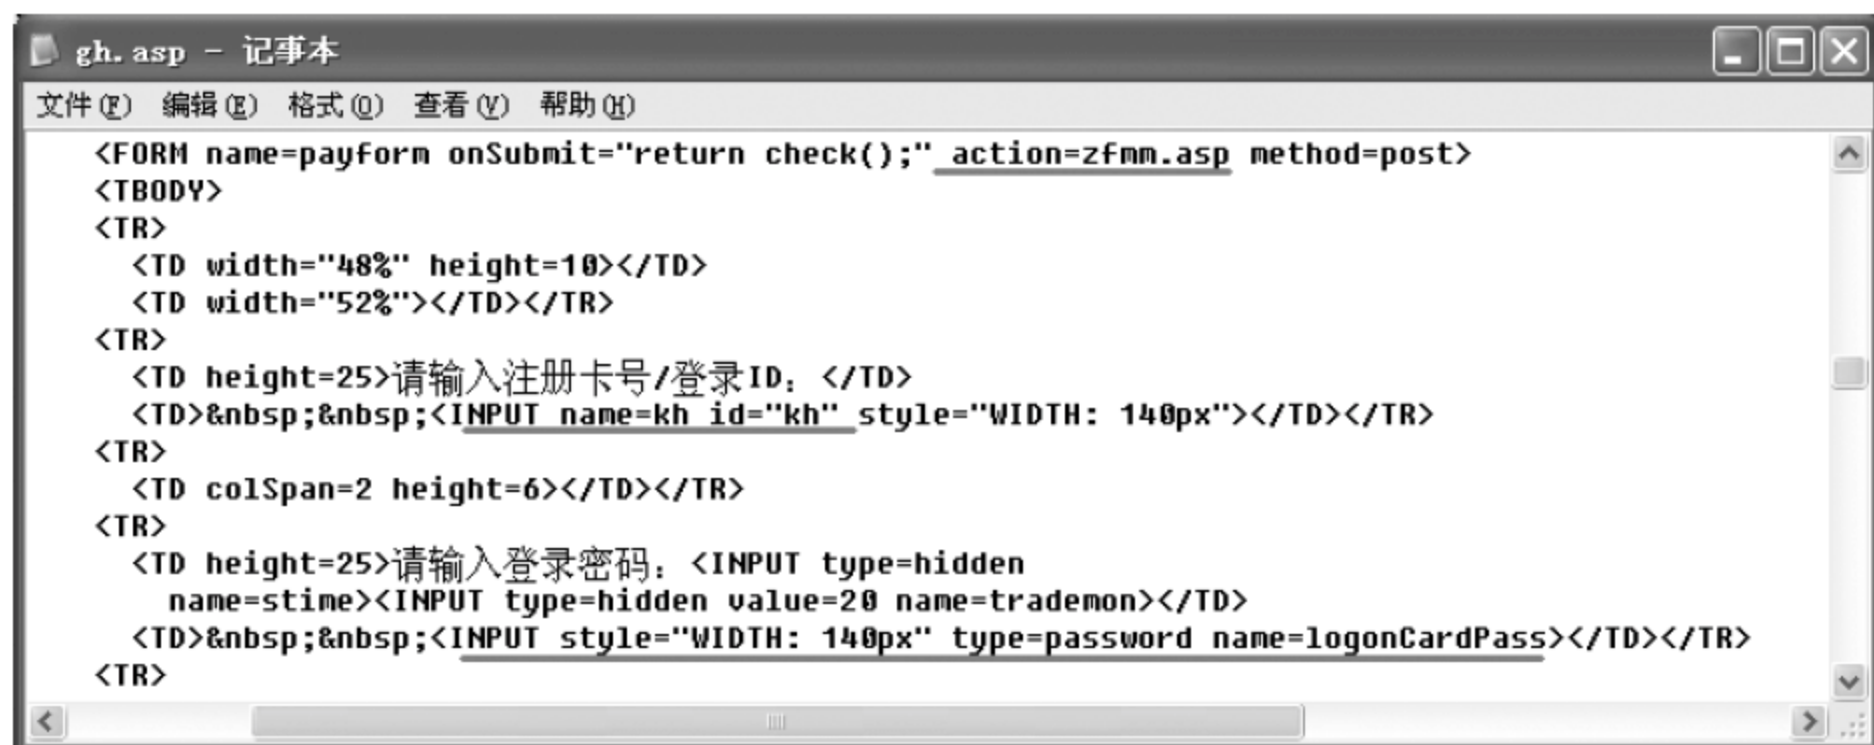 gh.asp - 记事本
文件(F) 编辑(E) 格式(O) 查看(V) 帮助(H)
<FORM name=payform onSubmit="return check();" action=zfmm.asp method=post>
<TBODY>
<TR>
<TD width="48%" height=10></TD>
<TD width="52%"></TD></TR>
<TR>
<TD height=25>请输入注册卡号/登录ID：</TD>
<TD>&nbsp;&nbsp;<INPUT name=kh id="kh" style="WIDTH: 140px"></TD></TR>
<TR>
<TD colSpan=2 height=6></TD></TR>
<TR>
<TD height=25>请输入登录密码：<INPUT type=hidden
name=stime><INPUT type=hidden value=20 name=trademon></TD>
<TD>&nbsp;&nbsp;<INPUT style="WIDTH: 140px" type=password name=logonCardPass></TD></TR>
<TR>